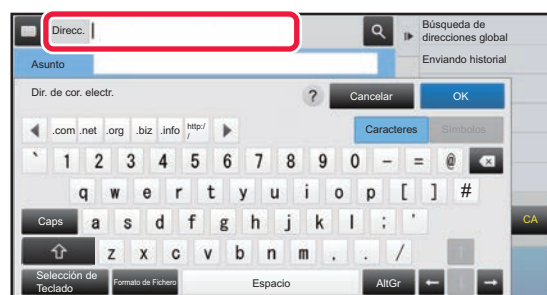 Direcc.
Búsqueda de
direcciones global
Asunto
Enviando historial
Dir. de cor. electr.
?
Cancelar
OK
.com .net .org .biz .info http:/
/
Caracteres
Símbolos
` 1 2 3 4 5 6 7 8 9 0 - = @
q w e r t y u i o p [ ] #
Caps a s d f g h j k l ; '
CA
z x c v b n m . . /
Selección de
Teclado
Formato de Fichero
Espacio
AltGr